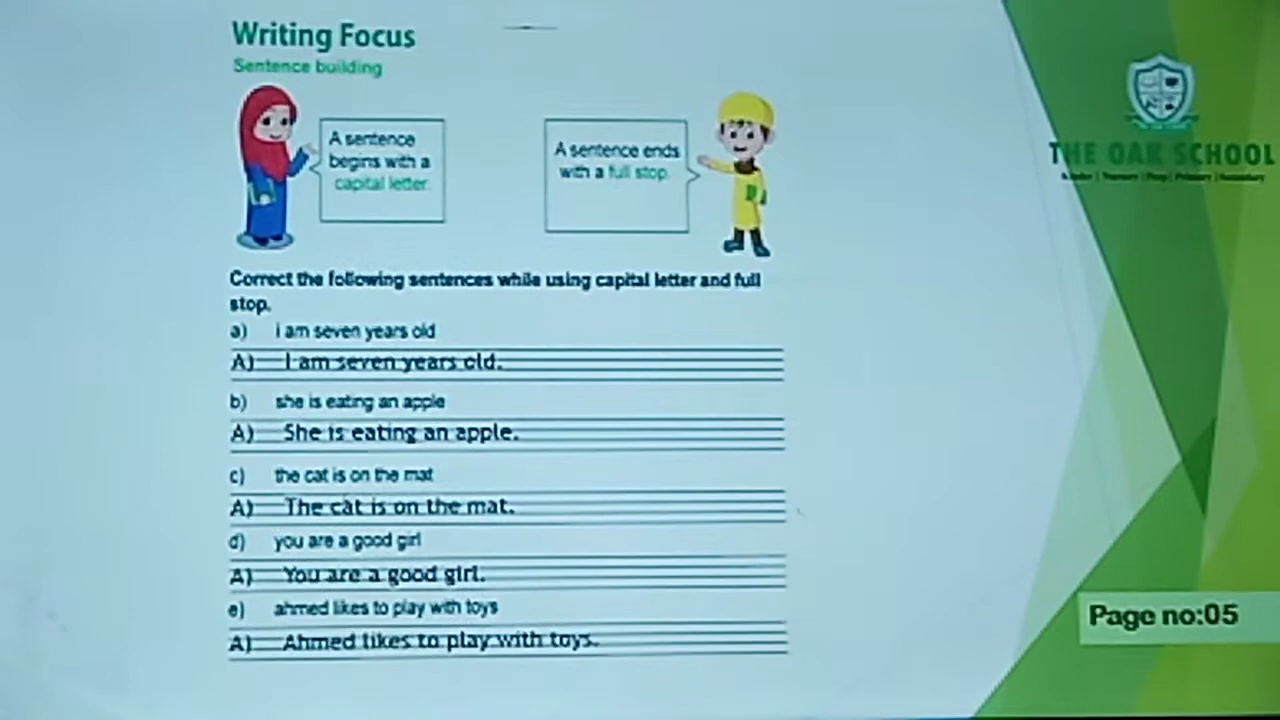 Writing Focus
Sentence building
A sentence
begins with a
capital letter.
A sentence ends
with a full stop.
THE OAK SCHOOL
Correct the following sentences while using capital letter and full
stop.
a) i am seven years old
A) I am seven years old.
b) she is eating an apple
A) She is eating an apple.
c) the cat is on the mat
A) The cat is on the mat.
d) you are a good girl
A) You are a good girl.
e) ahmed likes to play with toys
A) Ahmed likes to play with toys.
Page no:05